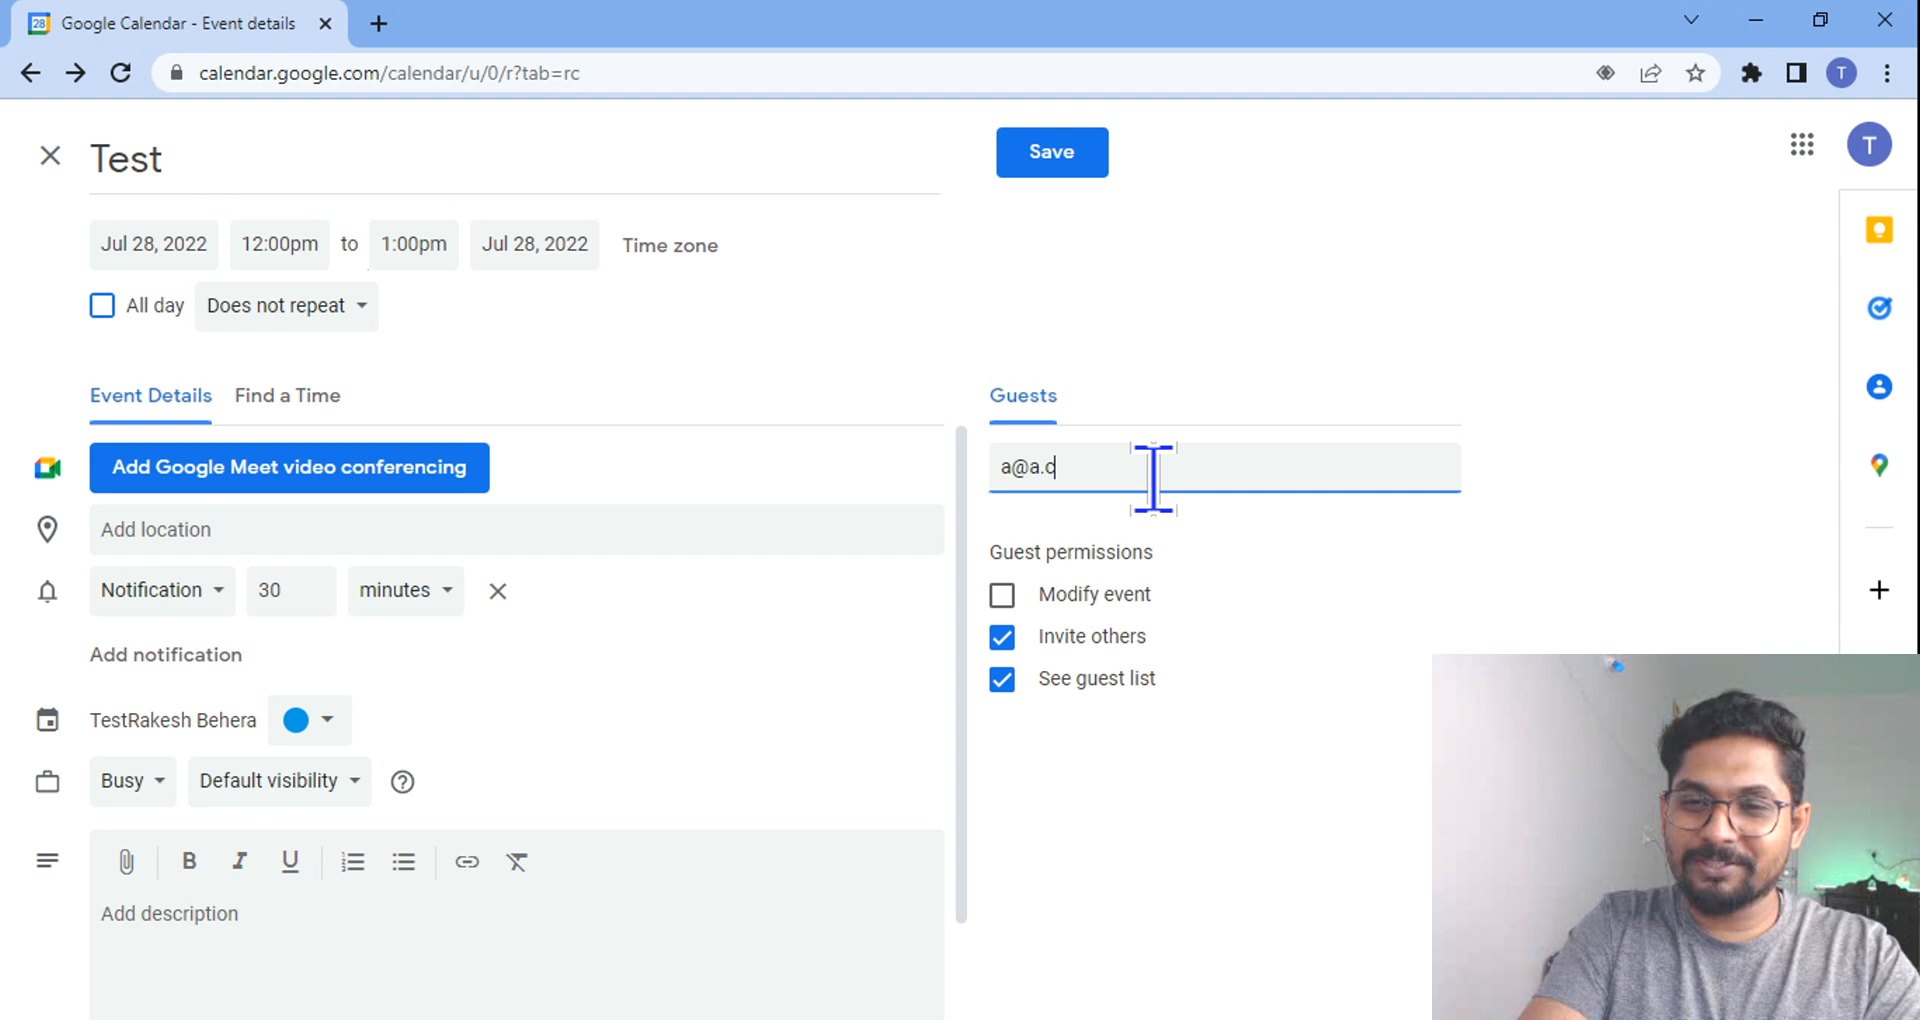 28 Google Calendar - Event details
calendar.google.com/calendar/u/0/r?tab=rc
T
Test
Save
T
Jul 28, 2022 12:00pm to 1:00pm Jul 28, 2022 Time zone
All day Does not repeat
Event Details Find a Time
Guests
Add Google Meet video conferencing
a@a.c
Add location
Guest permissions
Notification 30 minutes
Modify event
Invite others
Add notification
See guest list
TestRakesh Behera
Busy Default visibility ?
B I U
Add description